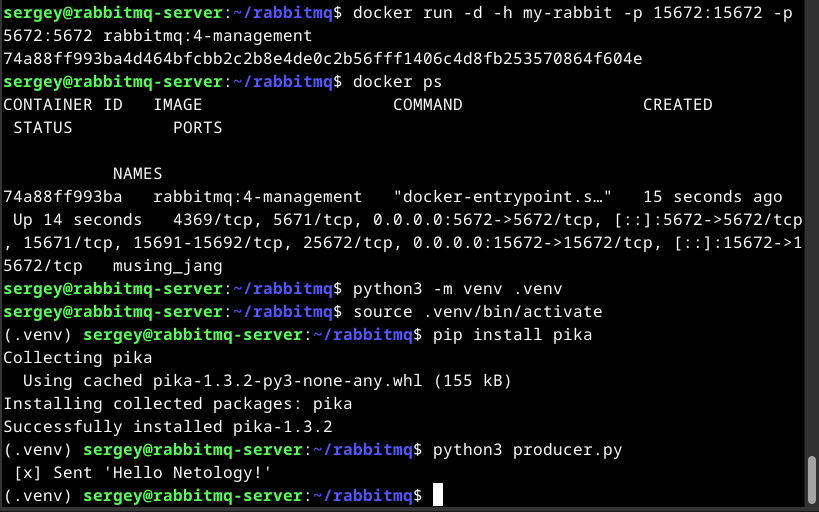 sergey@rabbitmq-server:~/rabbitmq$ docker run -d -h my-rabbit -p 15672:15672 -p
5672:5672 rabbitmq:4-management
74a88ff993ba4d464bfcbb2c2b8e4de0c2b56fff1406c4d8fb253570864f604e
sergey@rabbitmq-server:~/rabbitmq$ docker ps
CONTAINER ID   IMAGE                   COMMAND                  CREATED
 STATUS          PORTS
           NAMES
74a88ff993ba   rabbitmq:4-management   "docker-entrypoint.s…"   15 seconds ago
 Up 14 seconds   4369/tcp, 5671/tcp, 0.0.0.0:5672->5672/tcp, [::]:5672->5672/tcp
, 15671/tcp, 15691-15692/tcp, 25672/tcp, 0.0.0.0:15672->15672/tcp, [::]:15672->1
5672/tcp   musing_jang
sergey@rabbitmq-server:~/rabbitmq$ python3 -m venv .venv
sergey@rabbitmq-server:~/rabbitmq$ source .venv/bin/activate
(.venv) sergey@rabbitmq-server:~/rabbitmq$ pip install pika
Collecting pika
  Using cached pika-1.3.2-py3-none-any.whl (155 kB)
Installing collected packages: pika
Successfully installed pika-1.3.2
(.venv) sergey@rabbitmq-server:~/rabbitmq$ python3 producer.py
 [x] Sent 'Hello Netology!'
(.venv) sergey@rabbitmq-server:~/rabbitmq$